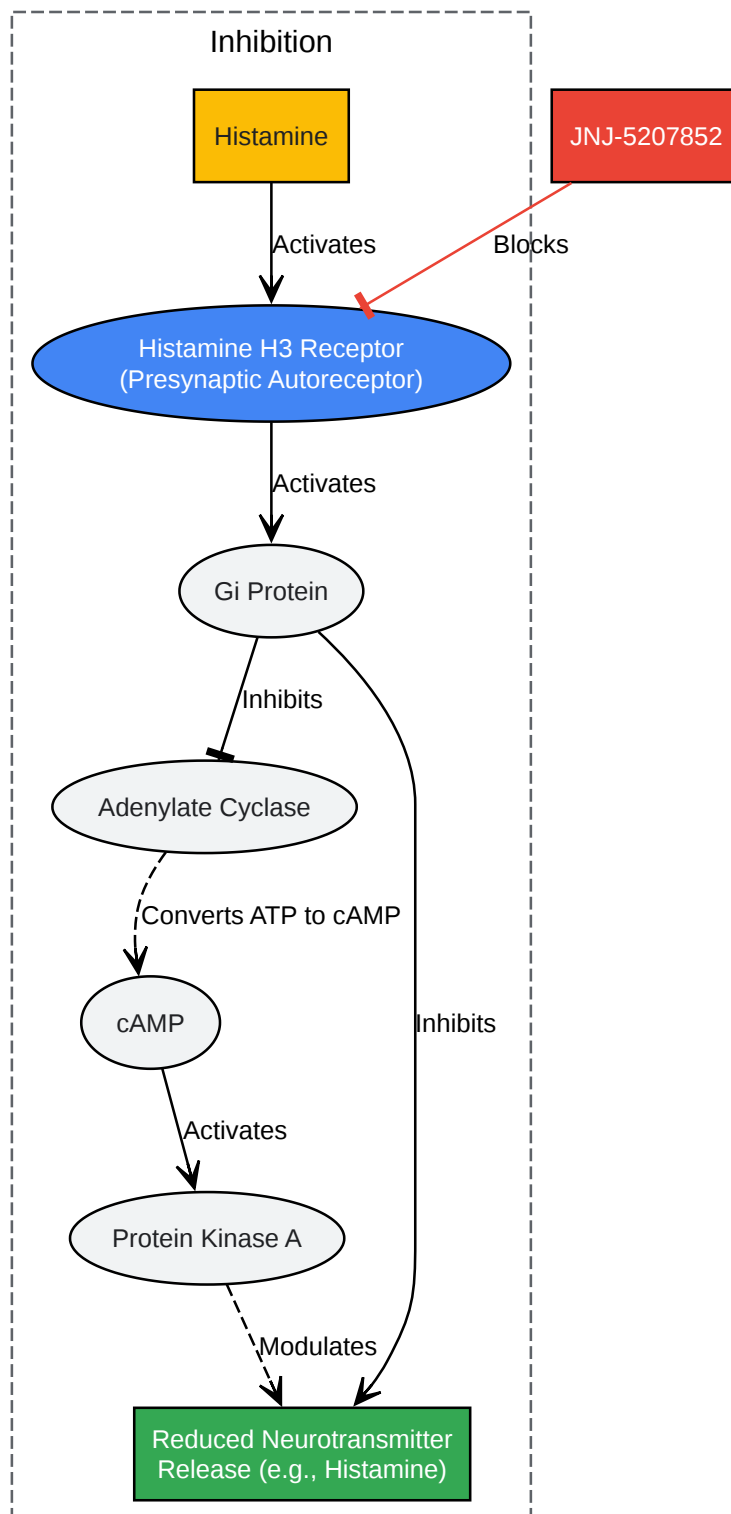 Inhibition
Histamine
JNJ-5207852
Activates
Blocks
Histamine H3 Receptor
(Presynaptic Autoreceptor)
Activates
Gi Protein
Inhibits
Adenylate Cyclase
Converts ATP to cAMP
cAMP
Inhibits
Activates
Protein Kinase A
Modulates
Reduced Neurotransmitter
Release (e.g., Histamine)